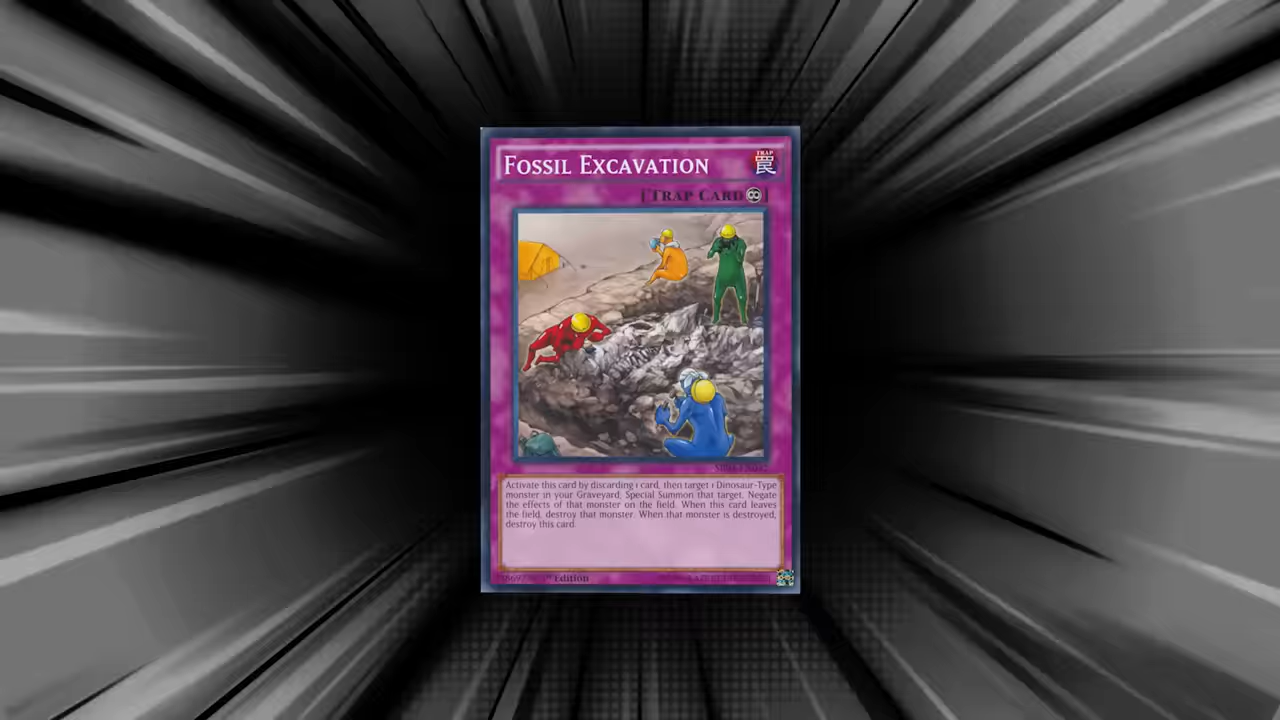 FOSSIL EXCAVATION
TRAP
罠
[TRAP CARD ]
Activate this card by discarding 1 card, then target 1 Dinosaur-Type
monster in your Graveyard; Special Summon that target. Negate
the effects of that monster on the field. When this card leaves
the field, destroy that monster. When that monster is destroyed,
destroy this card.
Edition